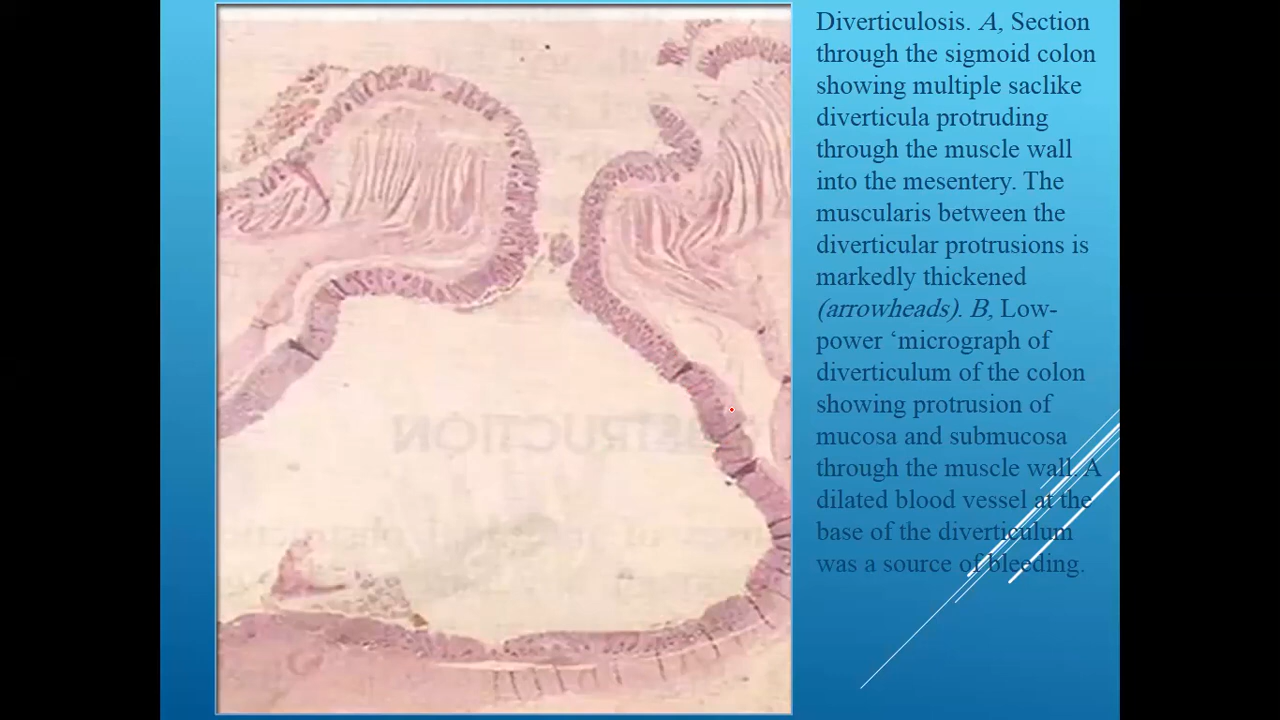 Diverticulosis. A, Section
through the sigmoid colon
showing multiple saclike
diverticula protruding
through the muscle wall
into the mesentery. The
muscularis between the
diverticular protrusions is
markedly thickened
(arrowheads). B, Low-
power ‘micrograph of
diverticulum of the colon
showing protrusion of
mucosa and submucosa
through the muscle wall. A
dilated blood vessel at the
base of the diverticulum
was a source of bleeding.